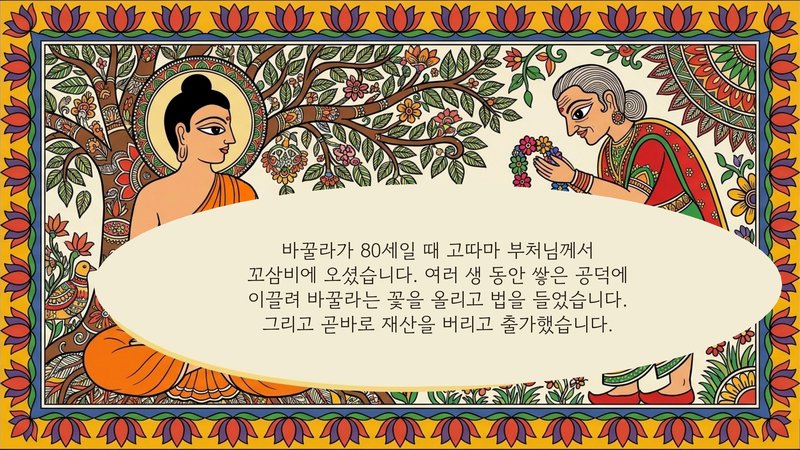 바꿀라가 80세일 때 고따마 부처님께서
꼬삼비에 오셨습니다. 여러 생 동안 쌓은 공덕에
이끌려 바꿀라는 꽃을 올리고 법을 들었습니다.
그리고 곧바로 재산을 버리고 출가했습니다.